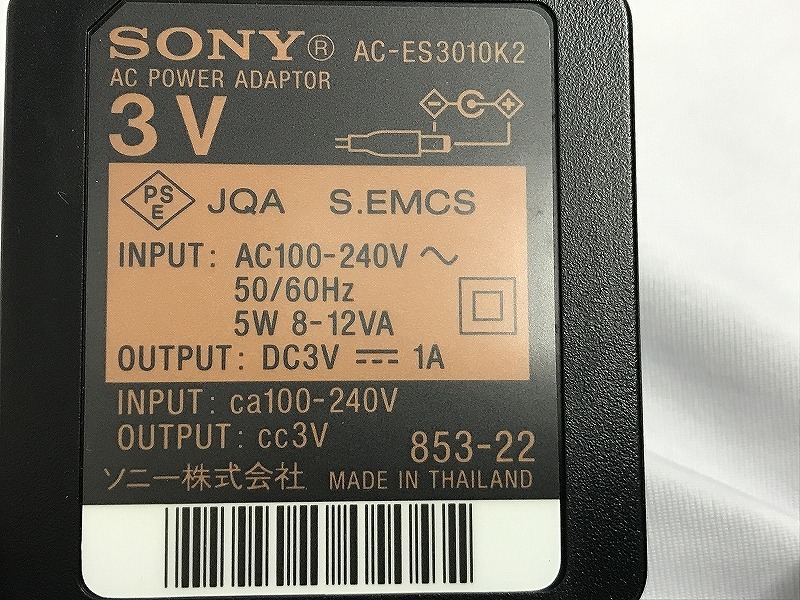 SONY® AC-ES3010K2
AC POWER ADAPTOR
3V
PSE JQA S.EMCS
INPUT: AC100-240V ～
50/60Hz
5W 8-12VA
OUTPUT: DC3V ⎓ 1A
INPUT: ca100-240V
OUTPUT: cc3V
853-22
ソニー株式会社 MADE IN THAILAND